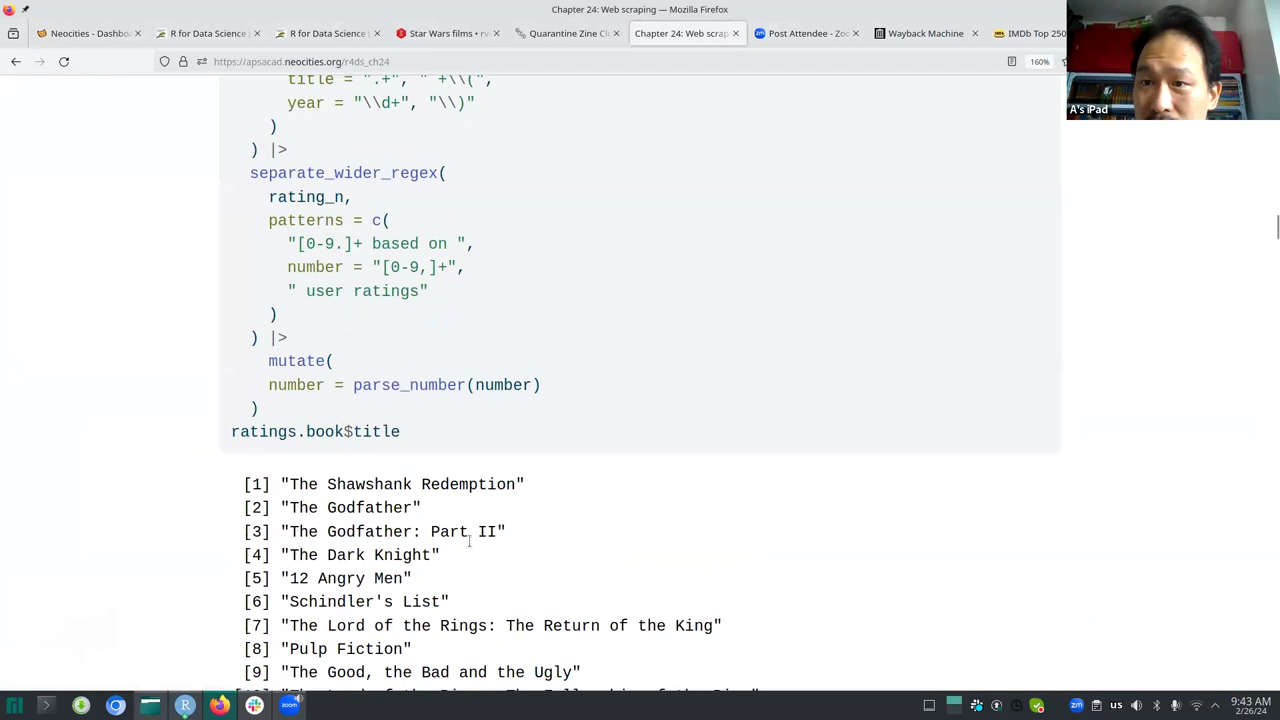 Chapter 24: Web scraping — Mozilla Firefox
Neocities - Dashbo
R for Data Science
R for Data Science
Star Wars films • rv
Quarantine Zine Cl
Chapter 24: Web scrap
Post Attendee - Zo
Wayback Machine
IMDb Top 250
https://apsacad.neocities.org/r4ds_ch24
160%
A's iPad
title = ".+", " +\\(",
year = "\\d+", "\\)"
)
) |>
separate_wider_regex(
rating_n,
patterns = c(
"[0-9.]+ based on ",
number = "[0-9,]+",
" user ratings"
)
) |>
mutate(
number = parse_number(number)
)
ratings.book$title
[1] "The Shawshank Redemption"
[2] "The Godfather"
[3] "The Godfather: Part II"
[4] "The Dark Knight"
[5] "12 Angry Men"
[6] "Schindler's List"
[7] "The Lord of the Rings: The Return of the King"
[8] "Pulp Fiction"
[9] "The Good, the Bad and the Ugly"
us
9:43 AM
2/26/24